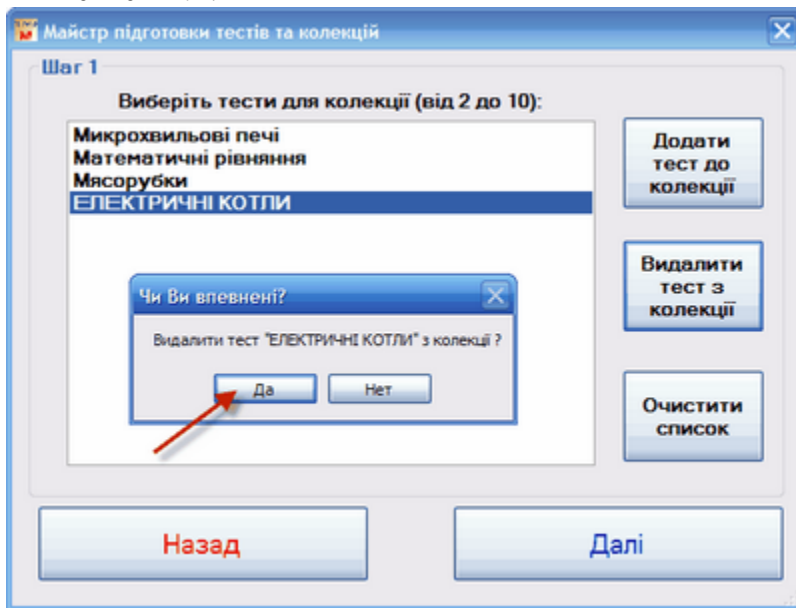 Майстр підготовки тестів та колекцій
Шаг 1
Виберіть тести для колекції (від 2 до 10):
Микрохвильові печі
Математичні рівняння
Мясорубки
ЕЛЕКТРИЧНІ КОТЛИ
Додати
тест до
колекції
Видалити
тест з
колекції
Очистити
список
Чи Ви впевнені?
Видалити тест "ЕЛЕКТРИЧНІ КОТЛИ" з колекції ?
Да
Нет
Назад
Далі